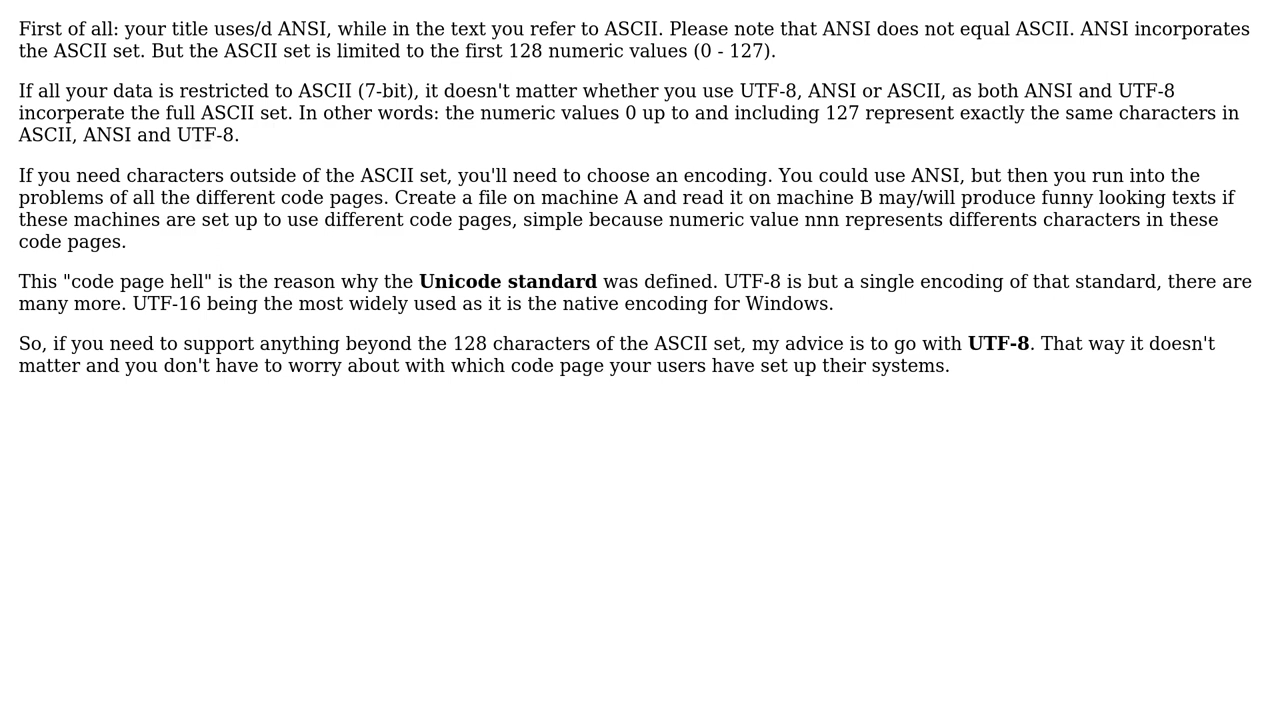 First of all: your title uses/d ANSI, while in the text you refer to ASCII. Please note that ANSI does not equal ASCII. ANSI incorporates
the ASCII set. But the ASCII set is limited to the first 128 numeric values (0 - 127).
If all your data is restricted to ASCII (7-bit), it doesn't matter whether you use UTF-8, ANSI or ASCII, as both ANSI and UTF-8
incorperate the full ASCII set. In other words: the numeric values 0 up to and including 127 represent exactly the same characters in
ASCII, ANSI and UTF-8.
If you need characters outside of the ASCII set, you'll need to choose an encoding. You could use ANSI, but then you run into the
problems of all the different code pages. Create a file on machine A and read it on machine B may/will produce funny looking texts if
these machines are set up to use different code pages, simple because numeric value nnn represents differents characters in these
code pages.
This "code page hell" is the reason why the Unicode standard was defined. UTF-8 is but a single encoding of that standard, there are
many more. UTF-16 being the most widely used as it is the native encoding for Windows.
So, if you need to support anything beyond the 128 characters of the ASCII set, my advice is to go with UTF-8. That way it doesn't
matter and you don't have to worry about with which code page your users have set up their systems.